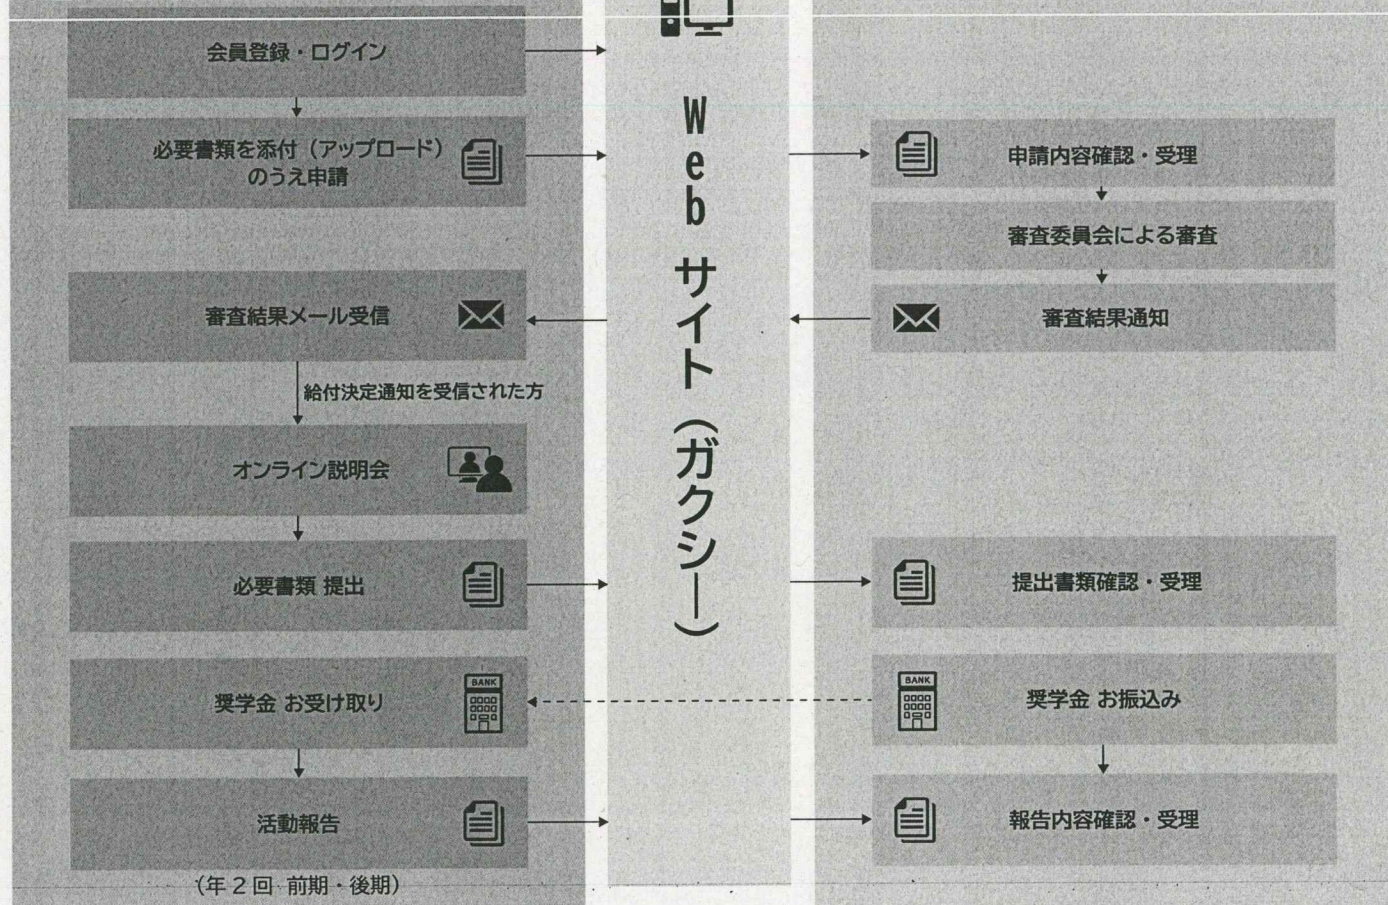 会員登録・ログイン
必要書類を添付（アップロード）
のうえ申請
審査結果メール受信
給付決定通知を受信された方
オンライン説明会
必要書類 提出
BANK
奨学金 お受け取り
活動報告
（年２回 前期・後期）
Web サイト（ガクシー）
申請内容確認・受理
審査委員会による審査
審査結果通知
提出書類確認・受理
BANK
奨学金 お振込み
報告内容確認・受理